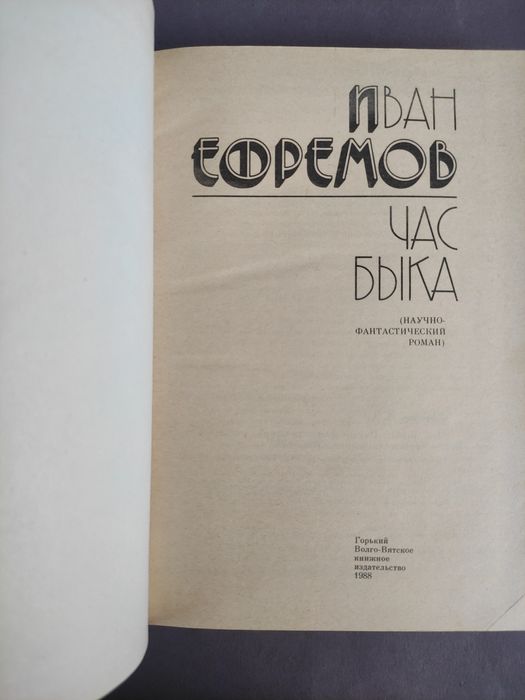 Иван
ЕФРЕМОВ
ЧАС
БЫКА
(НАУЧНО-
ФАНТАСТИЧЕСКИЙ
РОМАН)
Горький
Волго-Вятское
книжное
издательство
1988